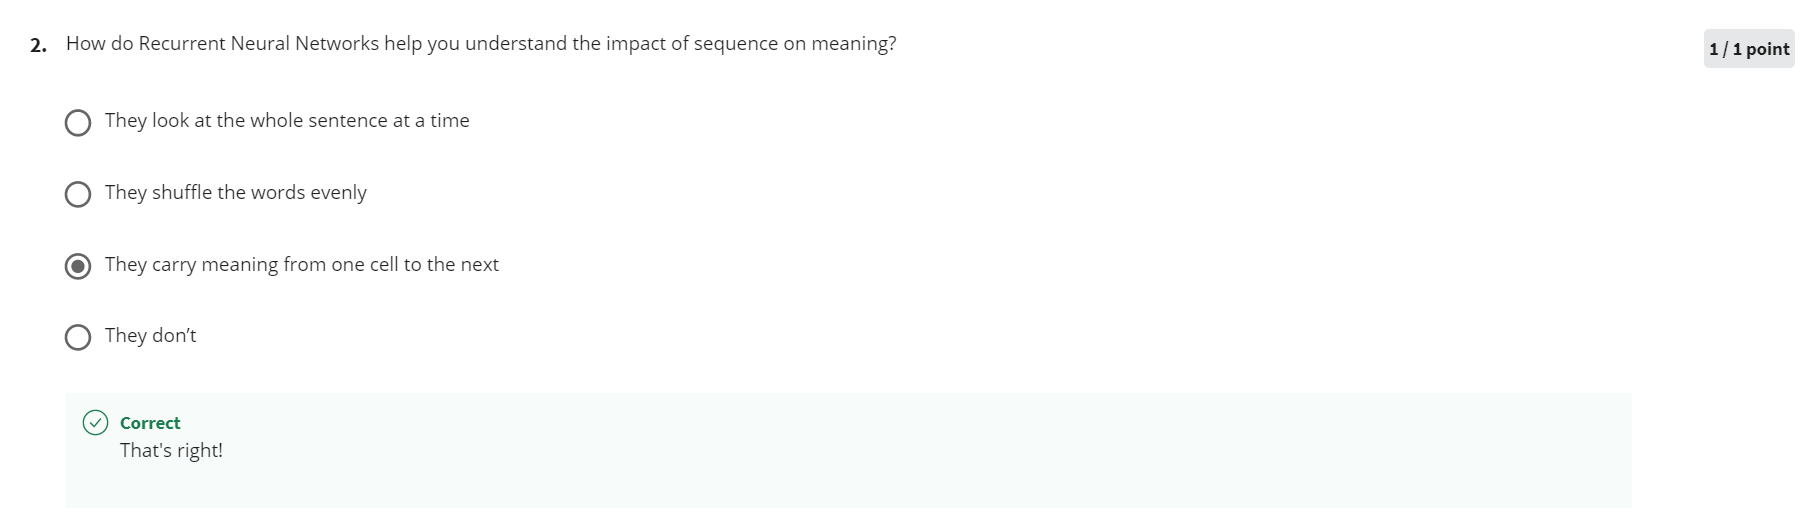 2. How do Recurrent Neural Networks help you understand the impact of sequence on meaning?
1 / 1 point
They look at the whole sentence at a time
They shuffle the words evenly
They carry meaning from one cell to the next
They don’t
Correct
That's right!